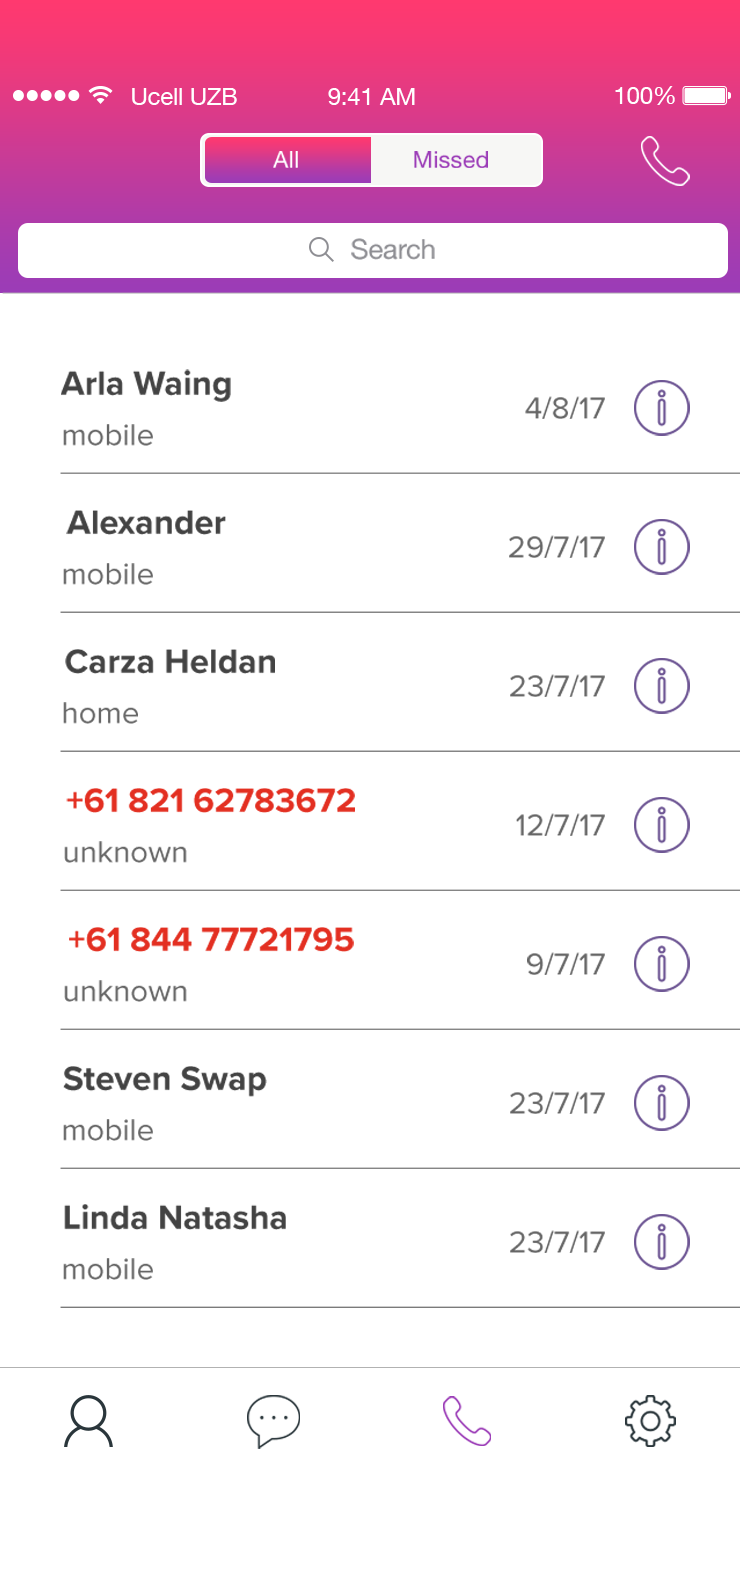 Ucell UZB 9:41 AM 100%
All Missed
Search
Arla Waing
4/8/17
mobile
Alexander
29/7/17
mobile
Carza Heldan
23/7/17
home
+61 821 62783672
12/7/17
unknown
+61 844 77721795
9/7/17
unknown
Steven Swap
23/7/17
mobile
Linda Natasha
23/7/17
mobile